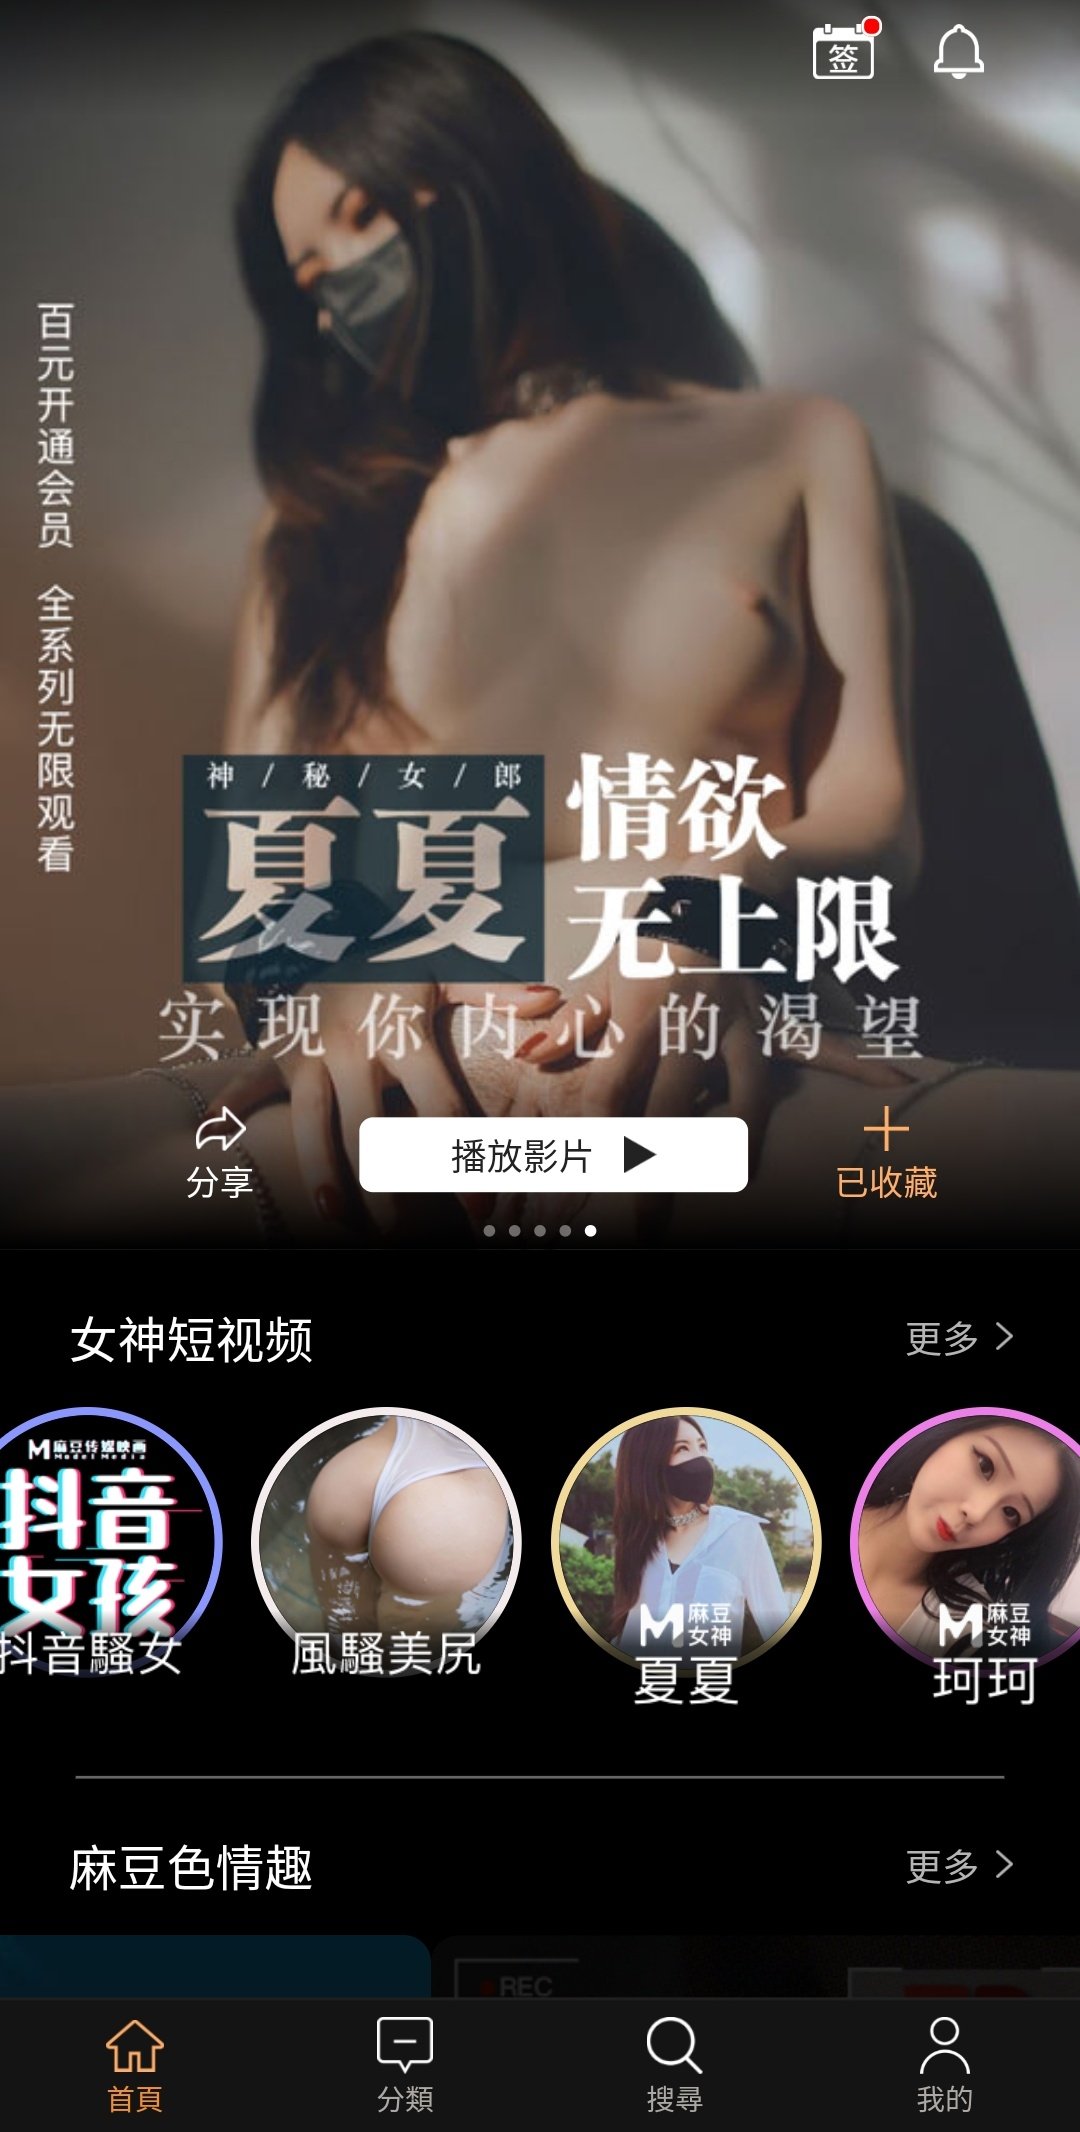 签
百元开通会员 全系列无限观看
神/秘/女/郎
夏夏
情欲
无上限
实现你内心的渴望
分享
播放影片
已收藏
女神短视频
更多
M麻豆传媒映画
Model Media
抖音
女孩
抖音騷女
風騷美尻
M麻豆
女神
夏夏
M麻豆
女神
珂珂
麻豆色情趣
更多
REC
首頁
分類
搜尋
我的